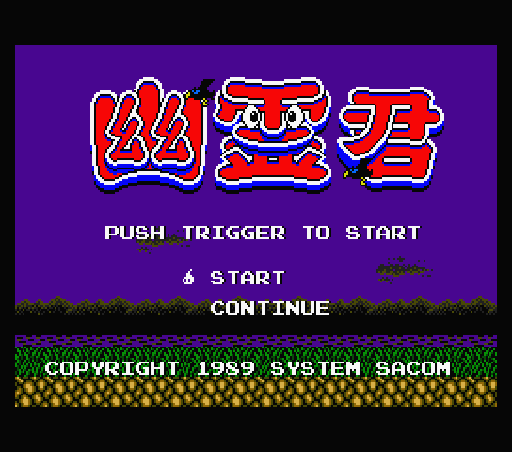 幽霊君
PUSH TRIGGER TO START
START
CONTINUE
COPYRIGHT 1989 SYSTEM SACOM